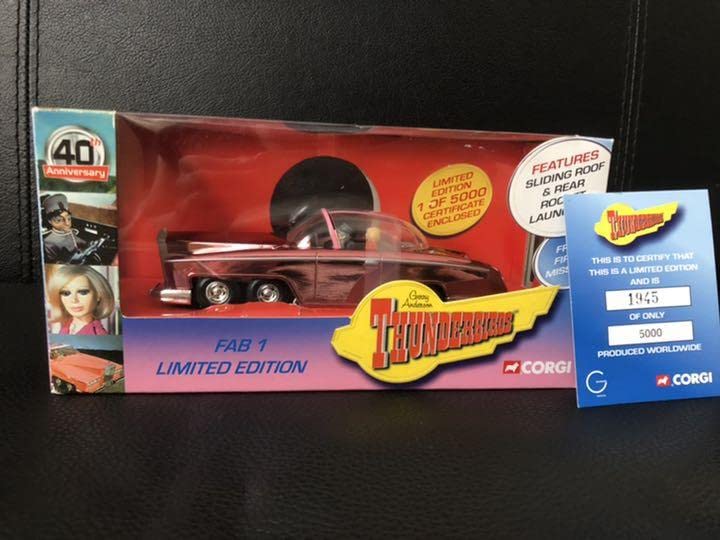 40th
Anniversary
LIMITED
EDITION
1 OF 5000
CERTIFICATE
ENCLOSED
FEATURES
SLIDING ROOF
& REAR
LAUN
Gerry
Anderson
THUNDERBIRDS
CORGI
FAB 1
LIMITED EDITION
THUNDERBIRDS
THIS IS TO CERTIFY THAT
THIS IS A LIMITED EDITION
AND IS
1945
OF ONLY
5000
PRODUCED WORLDWIDE
G
CORGI